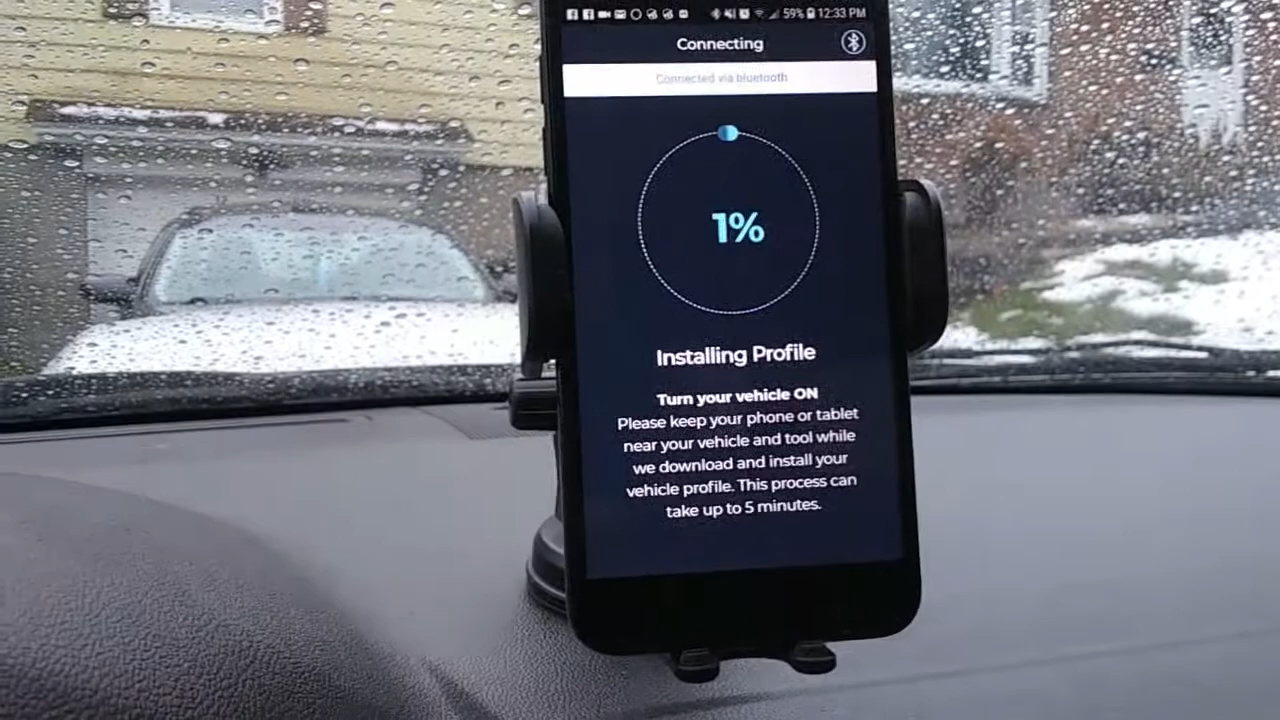 59% 12:33 PM
Connecting
Connected via bluetooth
1%
Installing Profile
Turn your vehicle ON
Please keep your phone or tablet
near your vehicle and tool while
we download and install your
vehicle profile. This process can
take up to 5 minutes.